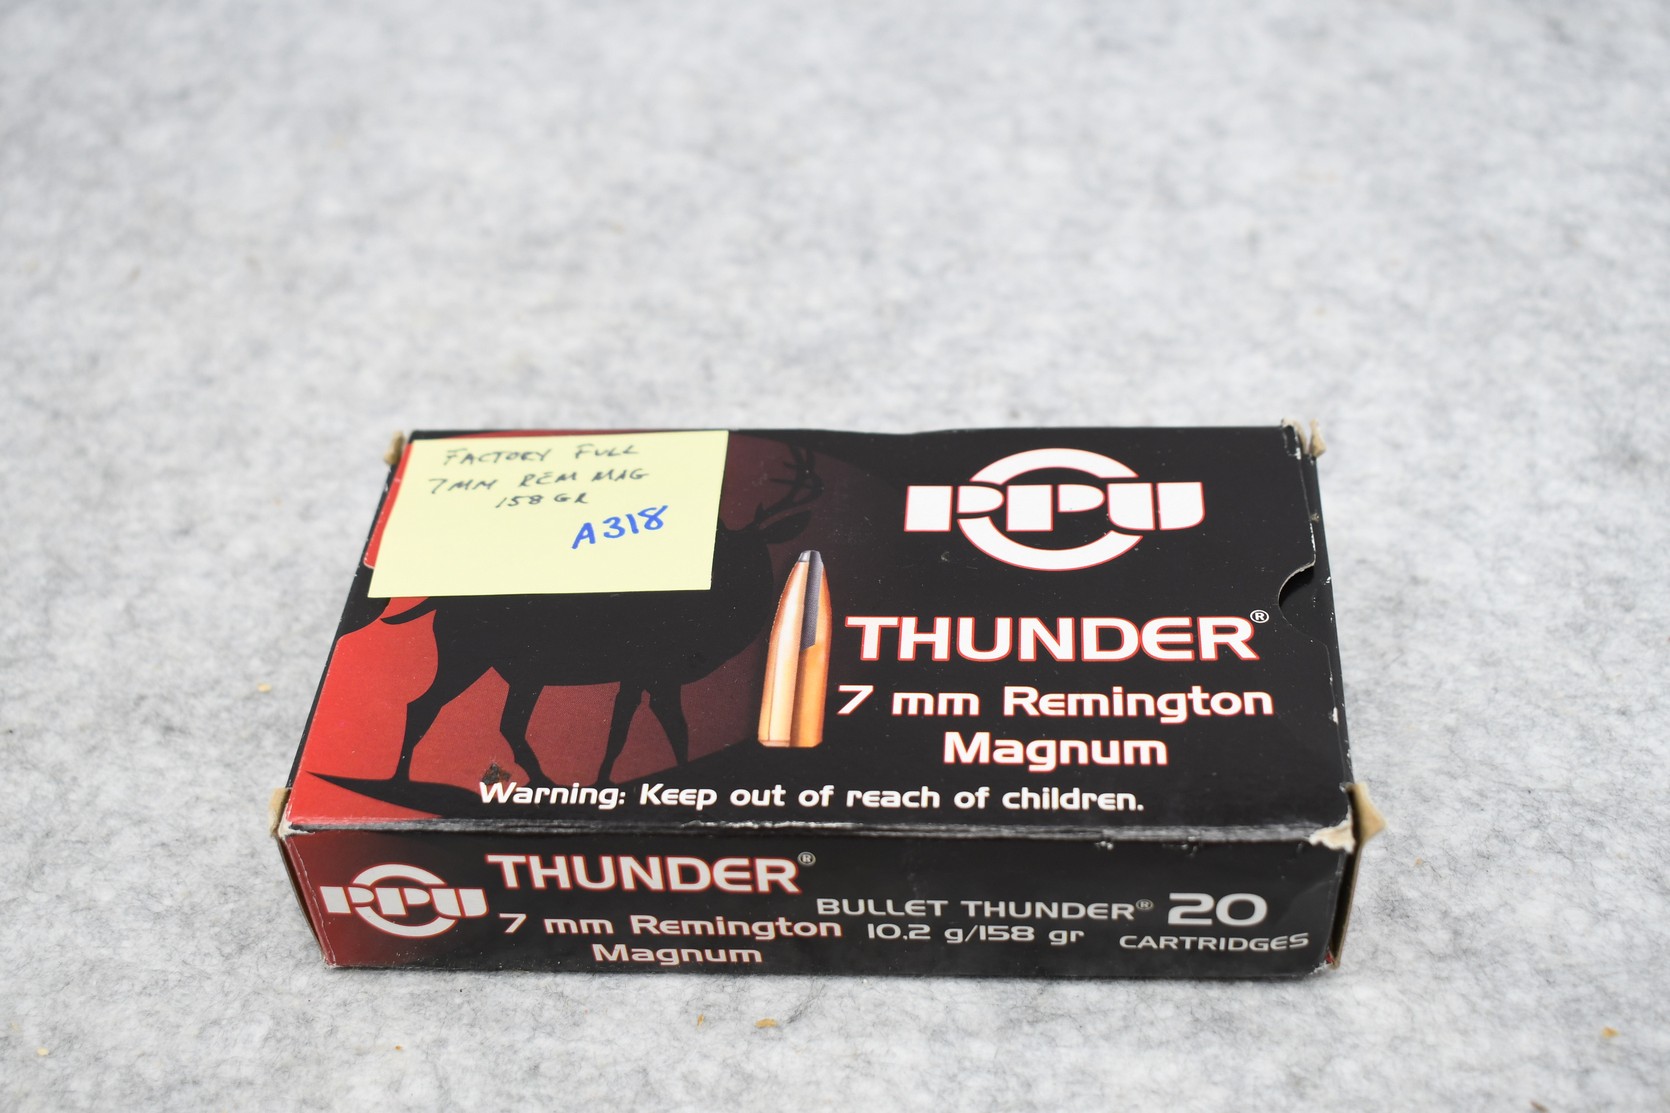 FACTORY FULL
7MM REM MAG
158 GR
A318
PPU
THUNDER®
7 mm Remington
Magnum
Warning: Keep out of reach of children.
PPU
THUNDER®
7 mm Remington
Magnum
BULLET THUNDER®
10.2 g/158 gr
20
CARTRIDGES